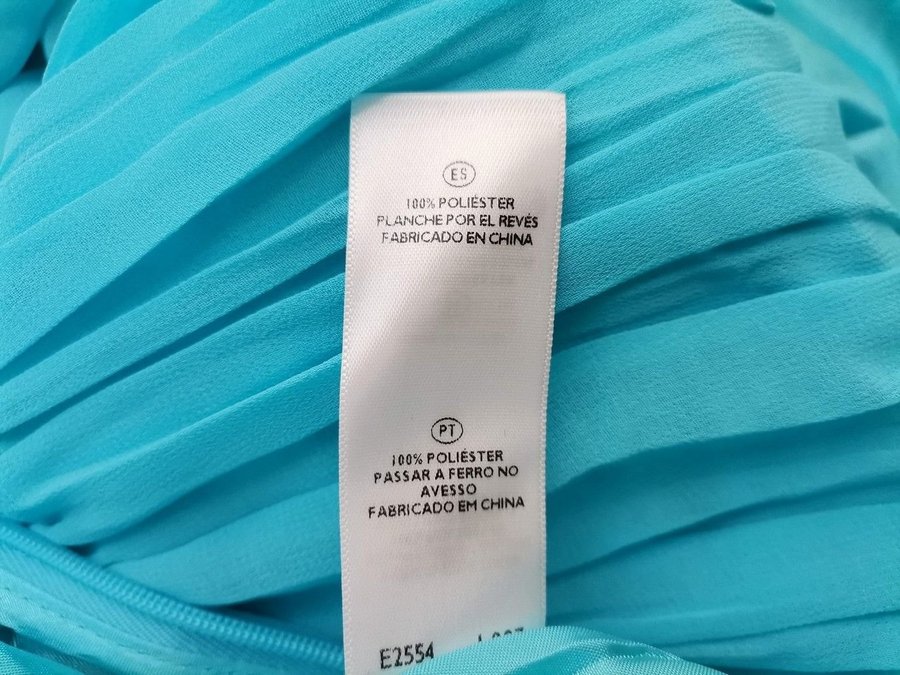 ES
100% POLIÉSTER
PLANCHE POR EL REVÉS
FABRICADO EN CHINA
PT
100% POLIÉSTER
PASSAR A FERRO NO
AVESSO
FABRICADO EM CHINA
E2554